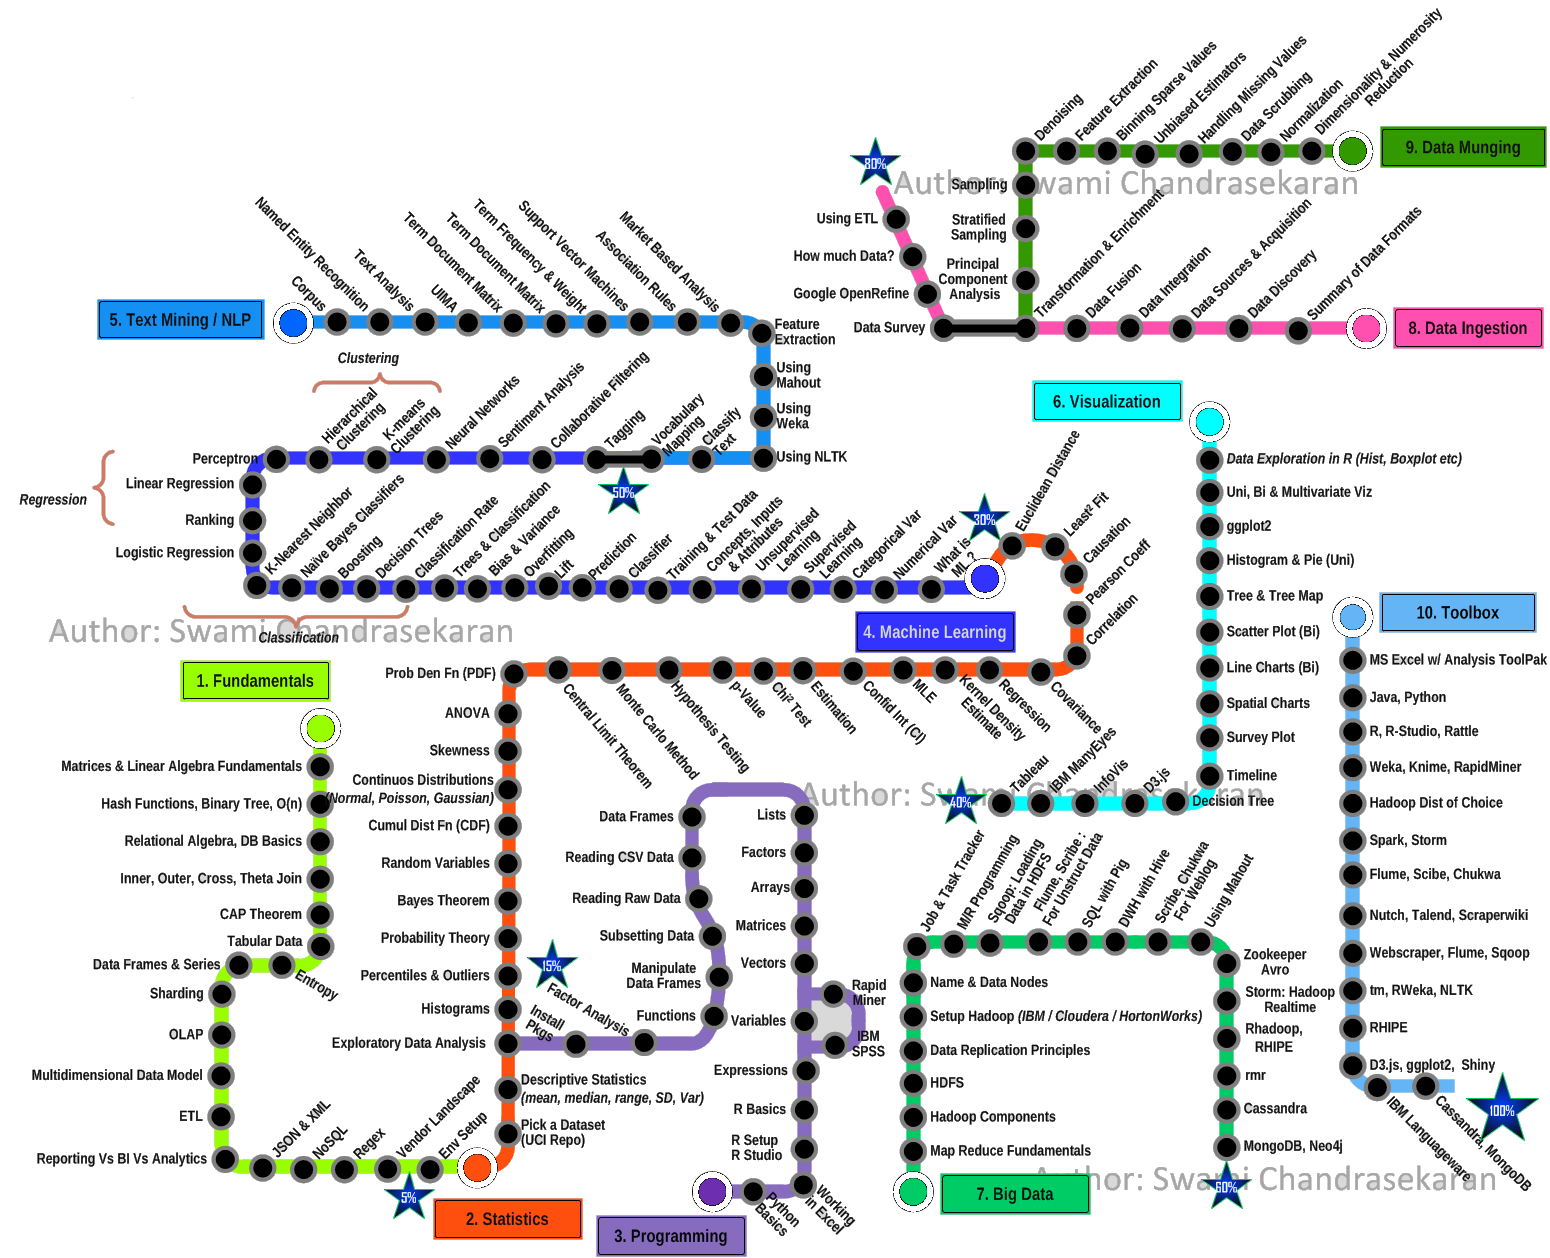 9. Data Munging
Denoising
Feature Extraction
Binning Sparse Values
Unbiased Estimators
Handling Missing Values
Data Scrubbing
Normalization
Dimensionality & Numerosity
Reduction
80%
Author: Swami Chandrasekaran
Sampling
Stratified
Sampling
Principal
Component
Analysis
Using ETL
How much Data?
Google OpenRefine
Data Survey
Transformation & Enrichment
Data Fusion
Data Integration
Data Sources & Acquisition
Data Discovery
Summary of Data Formats
8. Data Ingestion
5. Text Mining / NLP
Corpus
Named Entity Recognition
Text Analysis
UIMA
Term Document Matrix
Term Document Matrix
Term Frequency & Weight
Support Vector Machines
Association Rules
Market Based Analysis
Feature
Extraction
Using
Mahout
Using
Weka
Using NLTK
Classify
Text
Vocabulary
Mapping
Tagging
50%
Collaborative Filtering
Sentiment Analysis
Neural Networks
Clustering
K-means
Clustering
Hierarchical
Clustering
Perceptron
Regression
Linear Regression
Ranking
Logistic Regression
K-Nearest Neighbor
Naive Bayes Classifiers
Boosting
Decision Trees
Classification Rate
Classification
Trees & Classification
Bias & Variance
Overfitting
Lift
Prediction
Classifier
Training & Test Data
Concepts, Inputs
& Attributes
Unsupervised
Learning
Supervised
Learning
Categorical Var
Numerical Var
What is
ML?
30%
4. Machine Learning
Author: Swami Chandrasekaran
Euclidean Distance
Least² Fit
Causation
Pearson Coeff
Correlation
Covariance
Regression
Kernel Density
Estimate
MLE
Confid Int (CI)
Estimation
Chi² Test
p-Value
Hypothesis Testing
Monte Carlo Method
Central Limit Theorem
Prob Den Fn (PDF)
ANOVA
Skewness
Continuos Distributions
(Normal, Poisson, Gaussian)
Cumul Dist Fn (CDF)
Random Variables
Bayes Theorem
Probability Theory
Percentiles & Outliers
Histograms
Exploratory Data Analysis
Descriptive Statistics
(mean, median, range, SD, Var)
Pick a Dataset
(UCI Repo)
2. Statistics
6. Visualization
Data Exploration in R (Hist, Boxplot etc)
Uni, Bi & Multivariate Viz
ggplot2
Histogram & Pie (Uni)
Tree & Tree Map
Scatter Plot (Bi)
Line Charts (Bi)
Spatial Charts
Survey Plot
Timeline
Decision Tree
D3.js
InfoVis
IBM ManyEyes
Tableau
40%
Author: Swami Chandrasekaran
1. Fundamentals
Matrices & Linear Algebra Fundamentals
Hash Functions, Binary Tree, O(n)
Relational Algebra, DB Basics
Inner, Outer, Cross, Theta Join
CAP Theorem
Tabular Data
Entropy
Data Frames & Series
Sharding
OLAP
Multidimensional Data Model
ETL
Reporting Vs BI Vs Analytics
JSON & XML
NoSQL
Regex
Vendor Landscape
Env Setup
5%
3. Programming
Python
Basics
Working
in Excel
R Setup
R Studio
R Basics
Expressions
Variables
IBM
SPSS
Rapid
Miner
Vectors
Matrices
Arrays
Factors
Lists
Data Frames
Reading CSV Data
Reading Raw Data
Subsetting Data
Manipulate
Data Frames
Functions
Factor Analysis
Install
Pkgs
15%
7. Big Data
Map Reduce Fundamentals
Hadoop Components
HDFS
Data Replication Principles
Setup Hadoop (IBM / Cloudera / HortonWorks)
Name & Data Nodes
Job & Task Tracker
M/R Programming
Sqoop: Loading
Data in HDFS
Flume, Scribe :
For Unstruct Data
SQL with Pig
DWH with Hive
Scribe, Chukwa
For Weblog
Using Mahout
Zookeeper
Avro
Storm: Hadoop
Realtime
Rhadoop,
RHIPE
rmr
Cassandra
MongoDB, Neo4j
60%
Author: Swami Chandrasekaran
10. Toolbox
MS Excel w/ Analysis ToolPak
Java, Python
R, R-Studio, Rattle
Weka, Knime, RapidMiner
Hadoop Dist of Choice
Spark, Storm
Flume, Scibe, Chukwa
Nutch, Talend, Scraperwiki
Webscraper, Flume, Sqoop
tm, RWeka, NLTK
RHIPE
D3.js, ggplot2, Shiny
IBM Languageware
Cassandra, MongoDB
100%